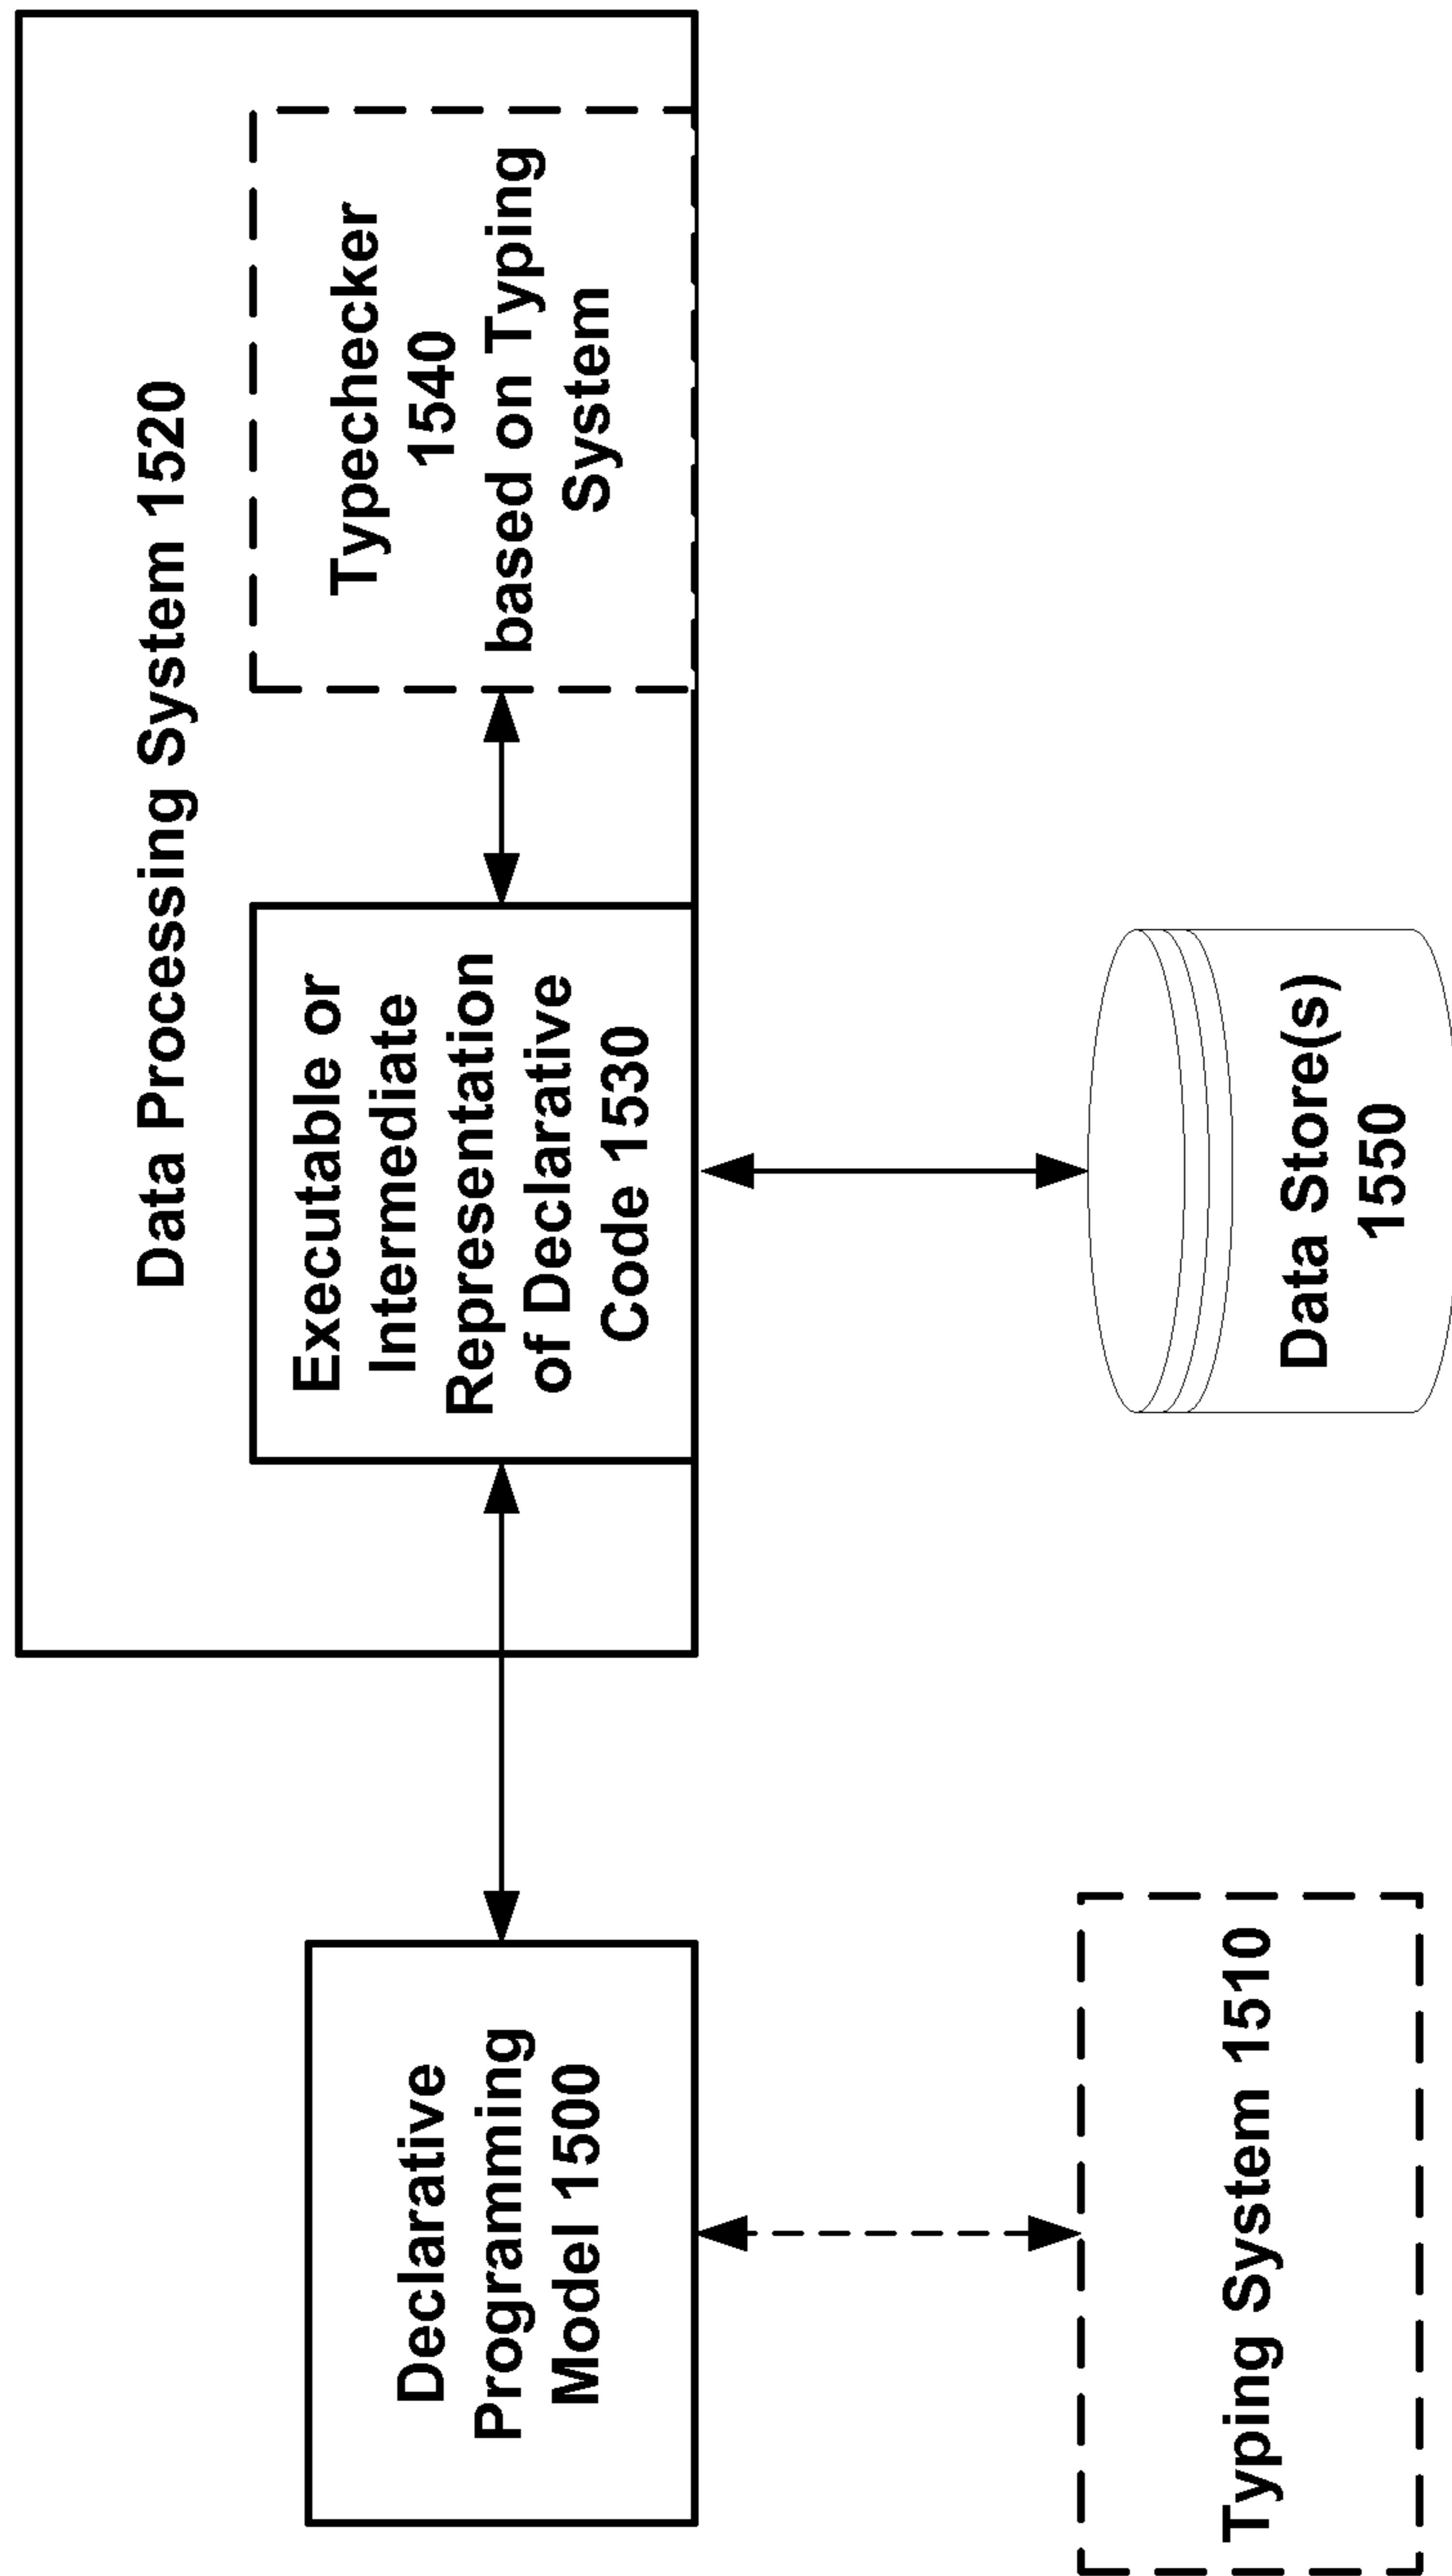 Data Processing System 1520
Declarative
Programming
Model 1500
Executable or
Intermediate
Representation
of Declarative
Code 1530
Typechecker
1540
based on Typing
System
Typing System 1510
Data Store(s)
1550